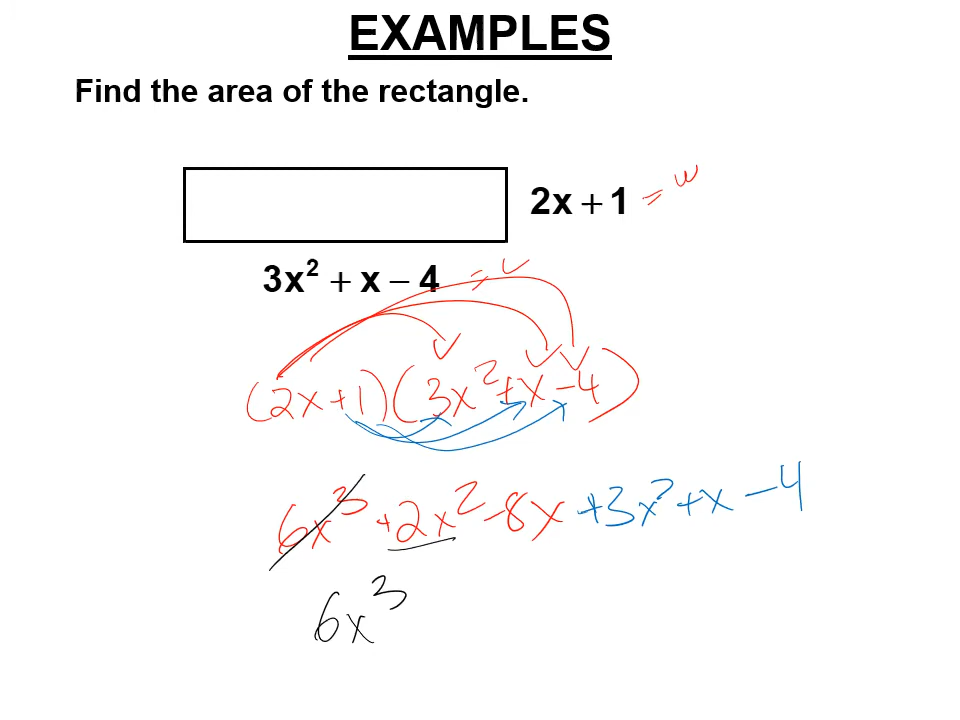 EXAMPLES
Find the area of the rectangle.
2x + 1 = w
3x² + x − 4 = L
(2x+1)(3x²+x−4)
6x³ +2x² −8x +3x² +x −4
6x³